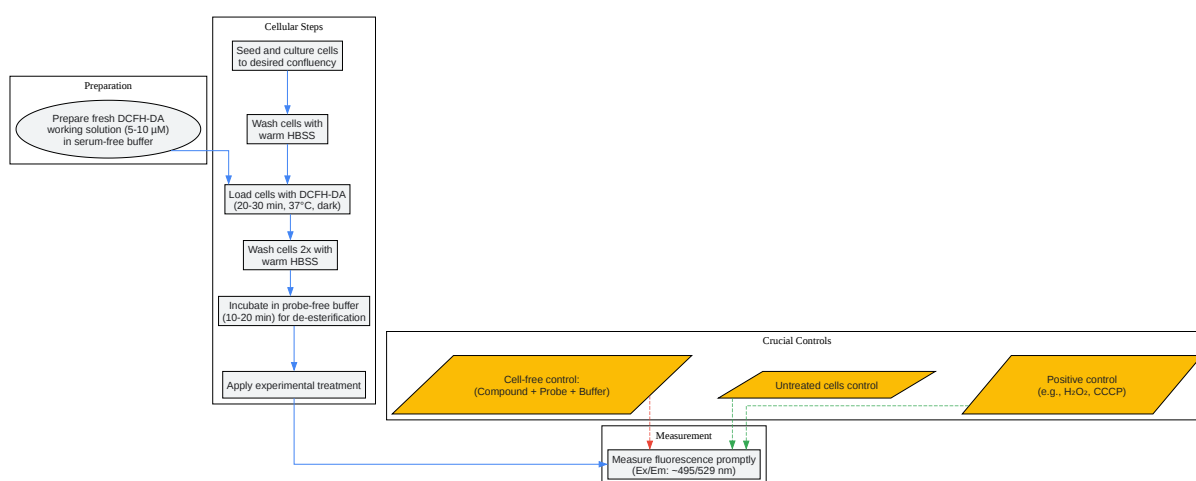 Cellular Steps
Seed and culture cells
to desired confluency
Preparation
Prepare fresh DCFH-DA
working solution (5-10 µM)
in serum-free buffer
Wash cells with
warm HBSS
Load cells with DCFH-DA
(20-30 min, 37°C, dark)
Wash cells 2x with
warm HBSS
Incubate in probe-free buffer
(10-20 min) for de-esterification
Apply experimental treatment
Crucial Controls
Cell-free control:
(Compound + Probe + Buffer)
Untreated cells control
Positive control
(e.g., H₂O₂, CCCP)
Measurement
Measure fluorescence promptly
(Ex/Em: ~495/529 nm)